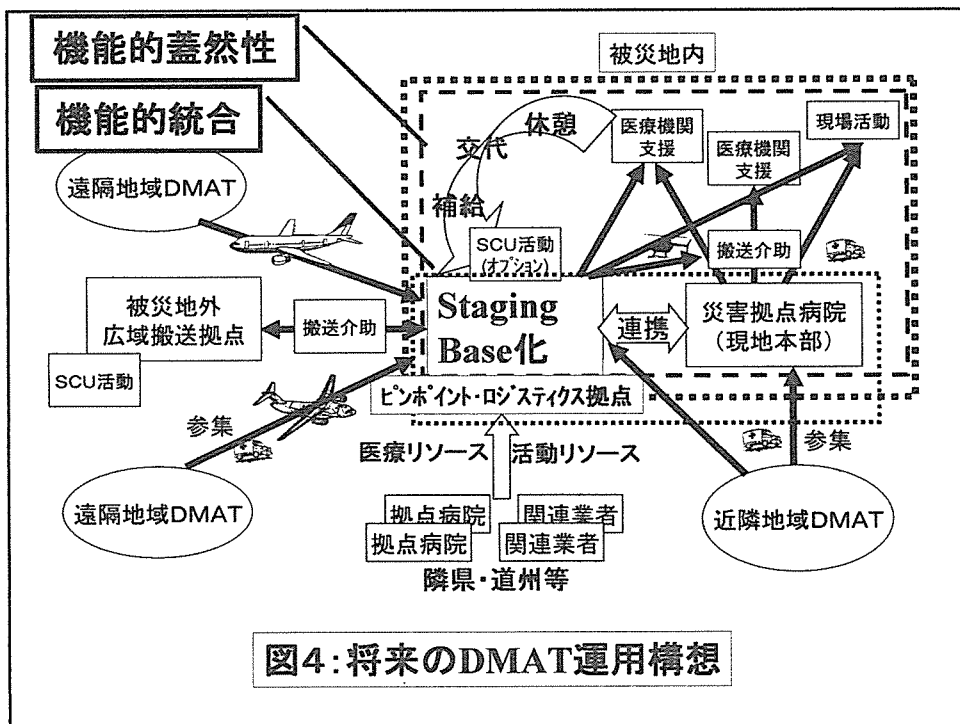 機能的蓋然性
機能的統合
被災地内
休憩
交代
補給
医療機関
支援
医療機関
支援
現場活動
遠隔地域DMAT
SCU活動
(オプション)
搬送介助
被災地外
広域搬送拠点
搬送介助
SCU活動
Staging
Base化
連携
災害拠点病院
(現地本部)
ピンポイント・ロジスティクス拠点
参集
医療リソース
活動リソース
参集
遠隔地域DMAT
拠点病院
拠点病院
関連業者
関連業者
近隣地域DMAT
隣県・道州等
図4:将来のDMAT運用構想